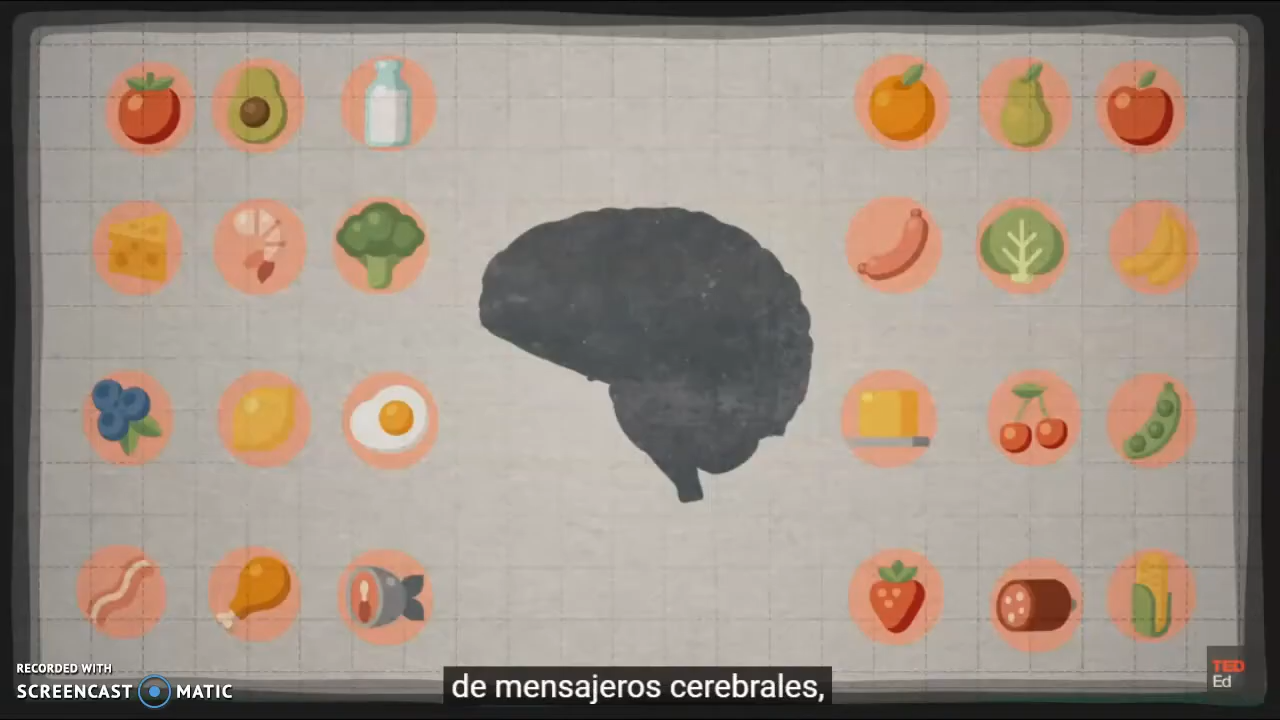 RECORDED WITH
SCREENCAST MATIC
de mensajeros cerebrales,
TED
Ed